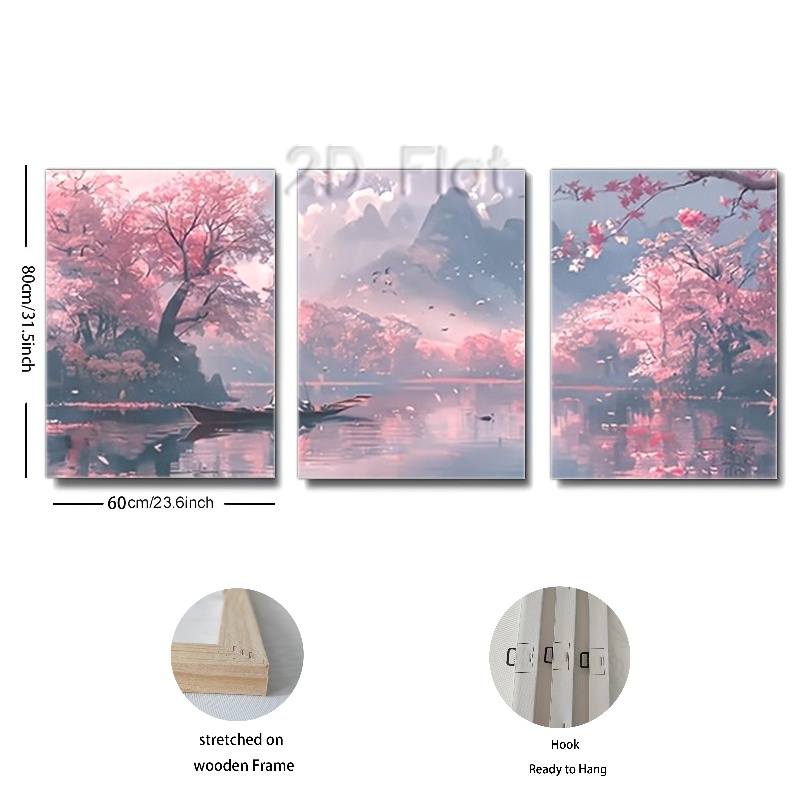 2D Flat
80cm/31.5inch
60cm/23.6inch
stretched on
wooden Frame
Hook
Ready to Hang